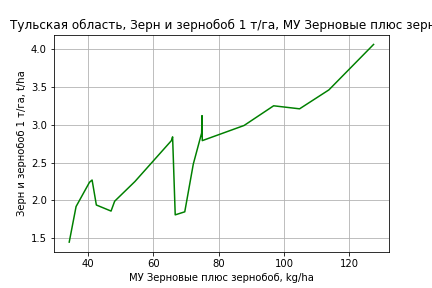 Тульская область, Зерн и зернобоб 1 т/га, МУ Зерновые плюс зерн
4.0
3.5
3.0
2.5
2.0
1.5
Зерн и зернобоб 1 т/га, t/ha
40 60 80 100 120
МУ Зерновые плюс зернобоб, kg/ha